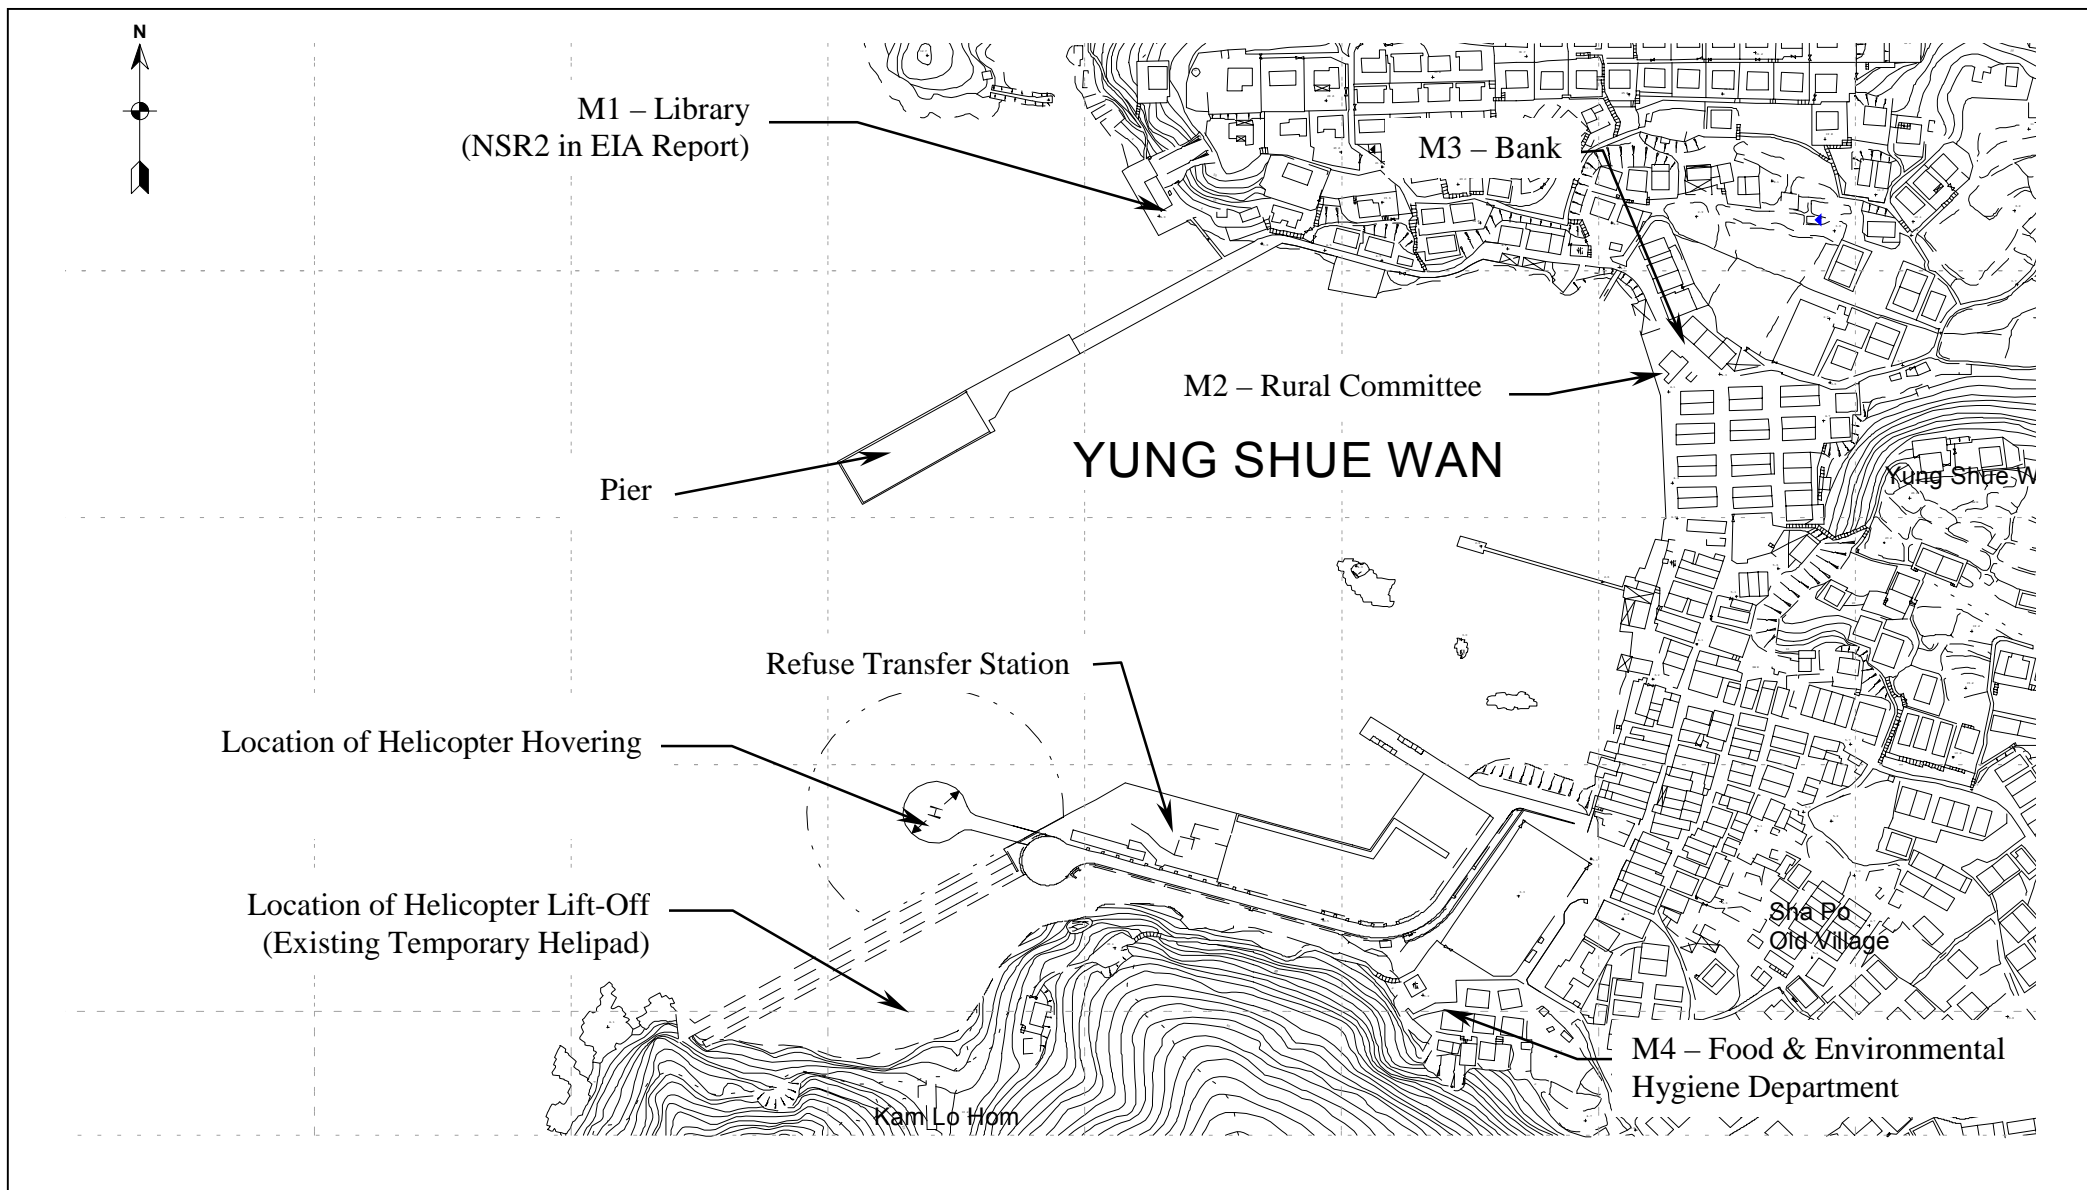 N
M1 – Library
(NSR2 in EIA Report)
M3 – Bank
M2 – Rural Committee
YUNG SHUE WAN
Yung Shue W
Pier
Refuse Transfer Station
Location of Helicopter Hovering
H
Location of Helicopter Lift-Off
(Existing Temporary Helipad)
Sha Po
Old Village
M4 – Food & Environmental
Hygiene Department
Kam Lo Hom